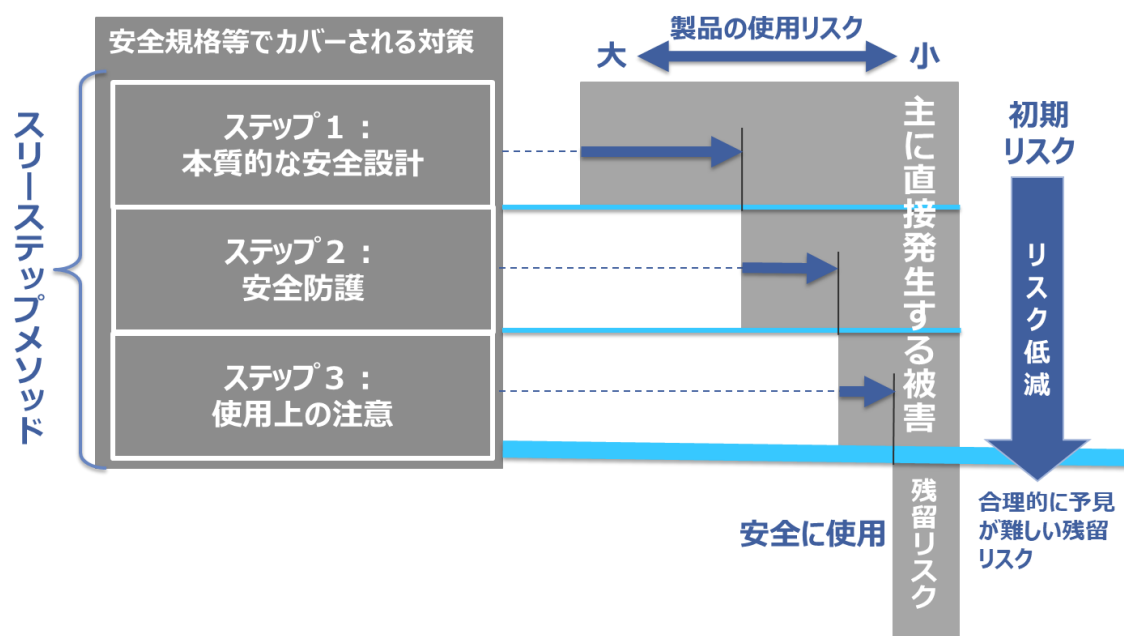 安全規格等でカバーされる対策
製品の使用リスク
大
小
スリーステップメソッド
ステップ１：
本質的な安全設計
ステップ２：
安全防護
ステップ３：
使用上の注意
主に直接発生する被害
初期
リスク
リスク低減
安全に使用
残留リスク
合理的に予見
が難しい残留
リスク